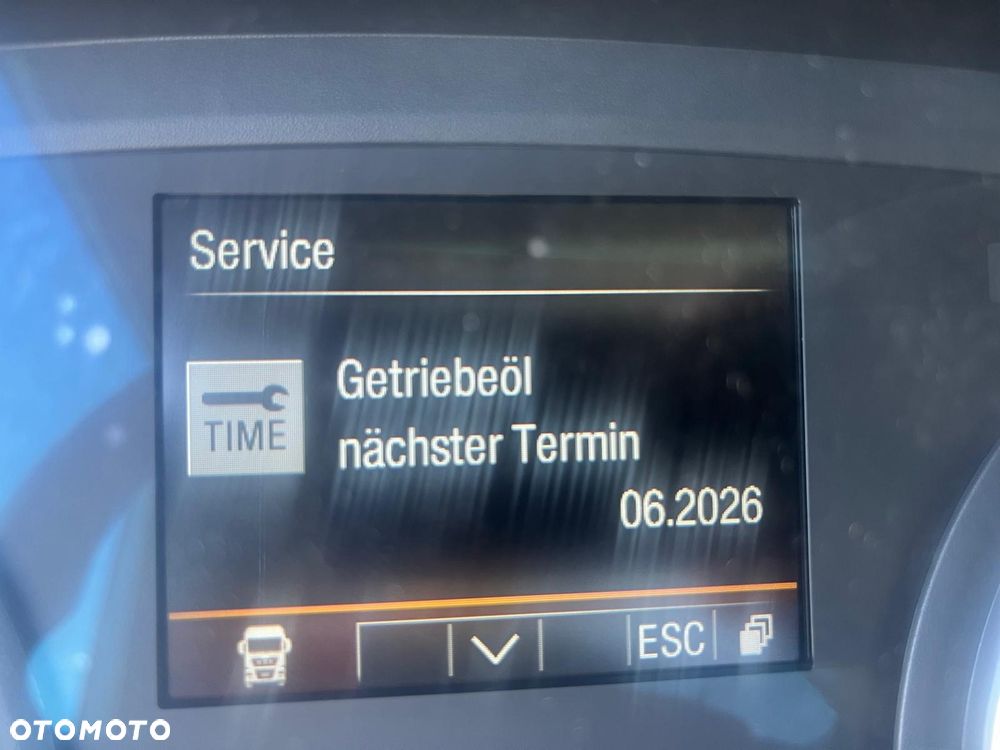 Service
TIME
Getriebeöl
nächster Termin
06.2026
ESC
OTOMOTO